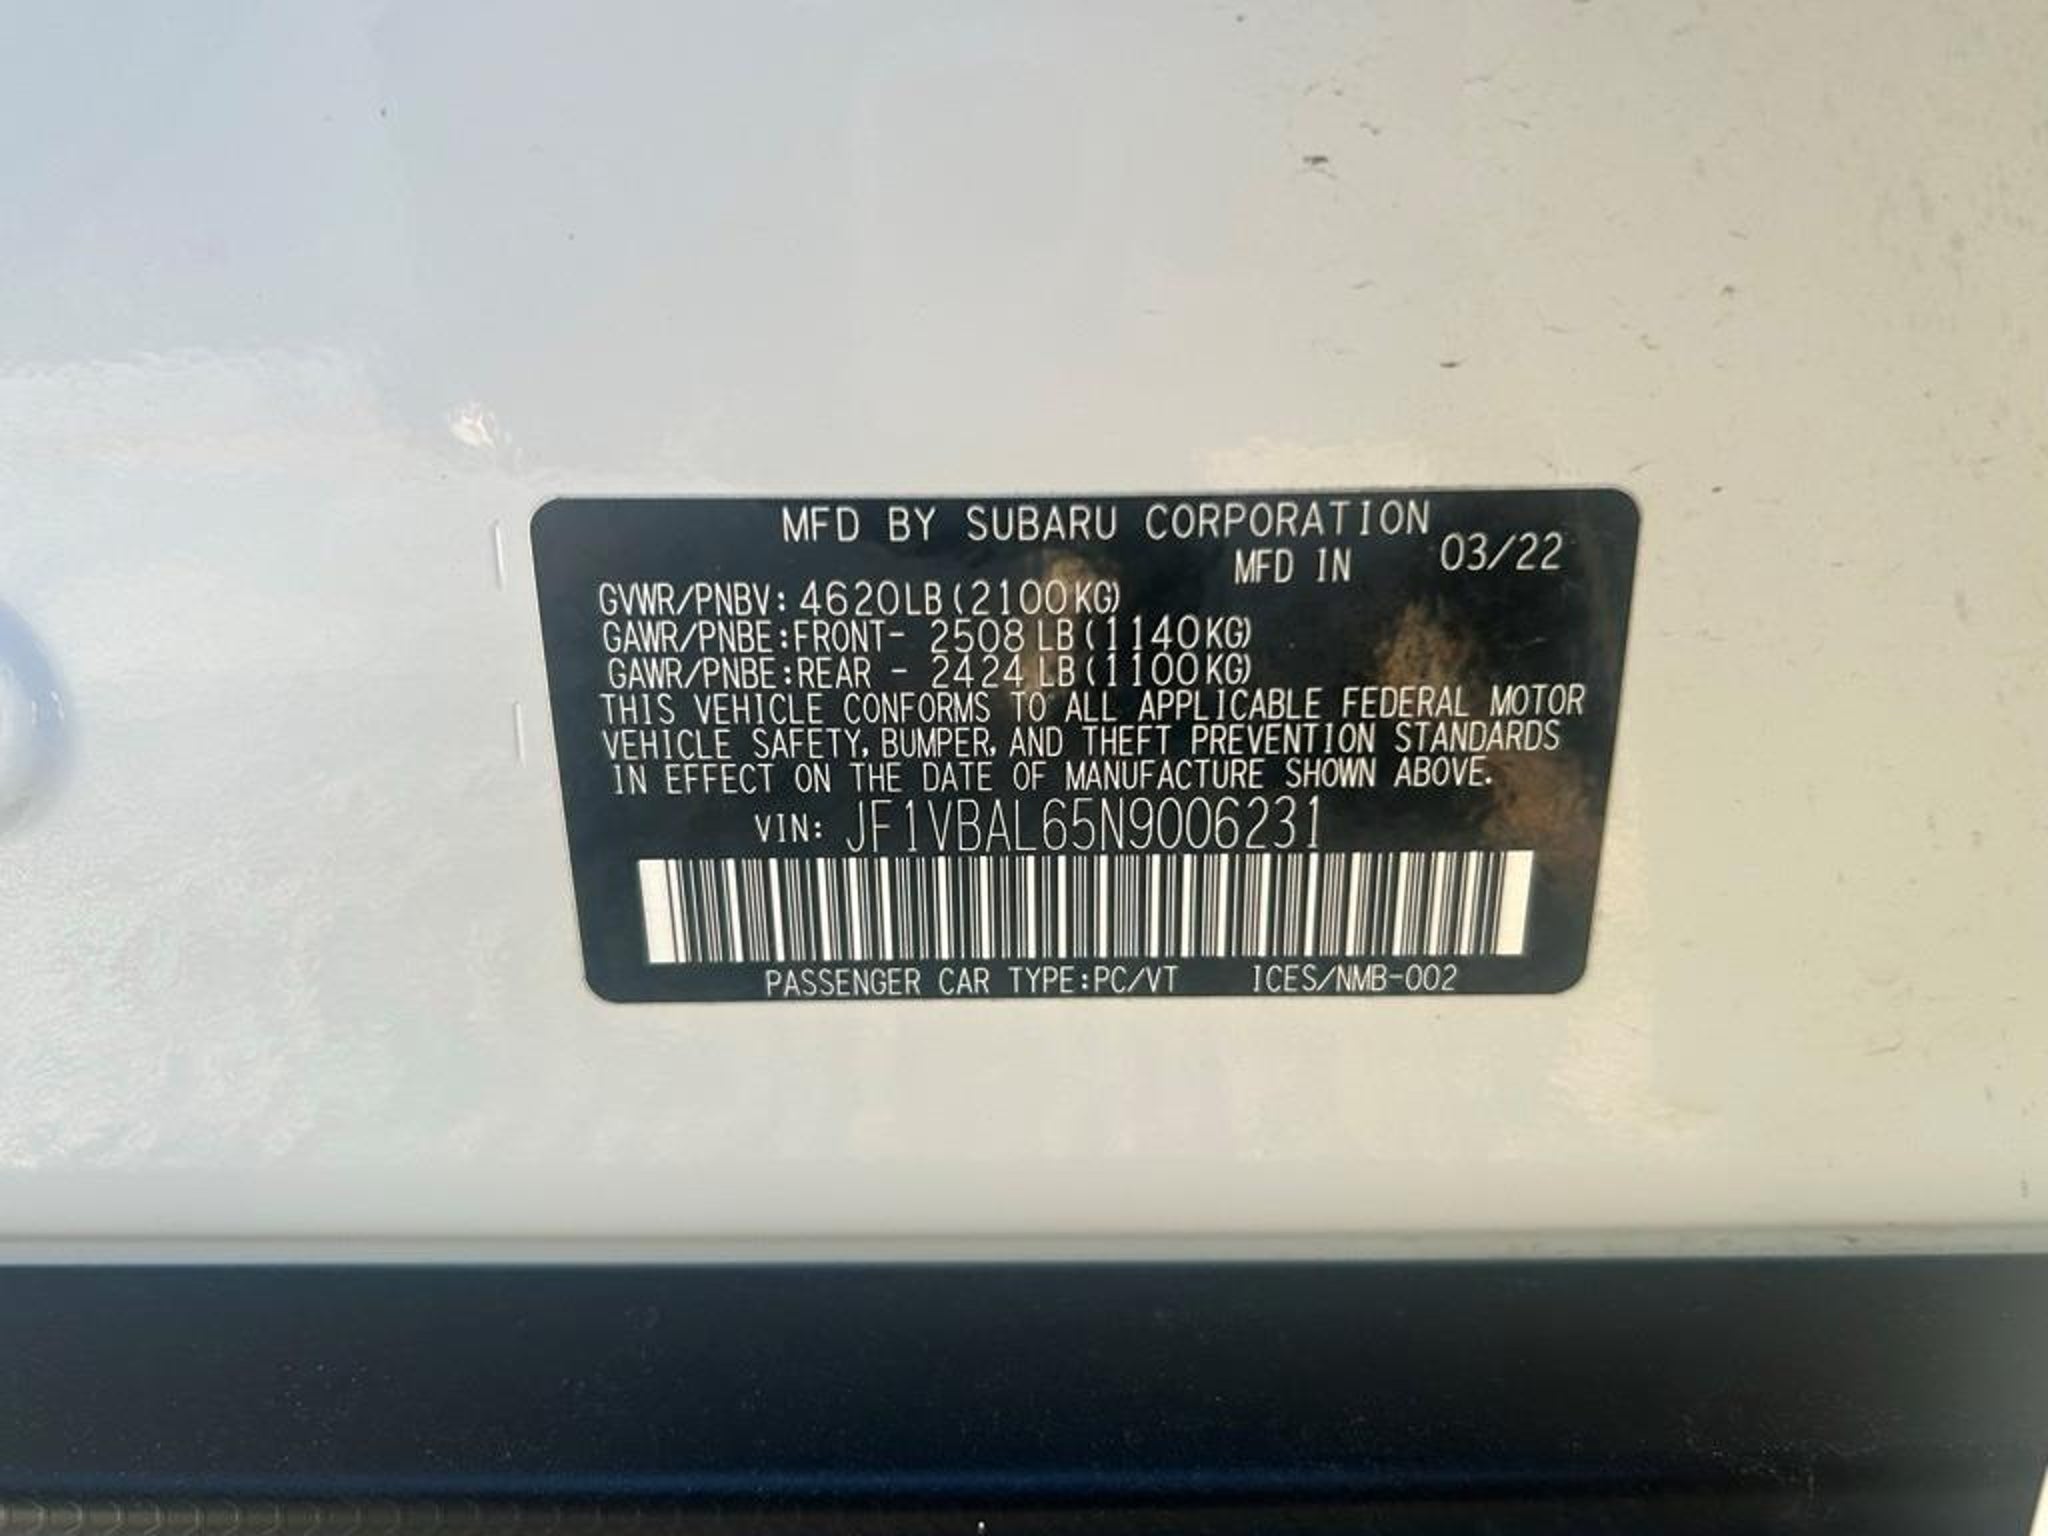 MFD BY SUBARU CORPORATION
MFD IN 03/22
GVWR/PNBV: 4620LB(2100KG)
GAWR/PNBE:FRONT- 2508LB(1140KG)
GAWR/PNBE:REAR - 2424LB(1100KG)
THIS VEHICLE CONFORMS TO ALL APPLICABLE FEDERAL MOTOR
VEHICLE SAFETY, BUMPER, AND THEFT PREVENTION STANDARDS
IN EFFECT ON THE DATE OF MANUFACTURE SHOWN ABOVE.
VIN: JF1VBAL65N9006231
PASSENGER CAR TYPE:PC/VT ICES/NMB-002